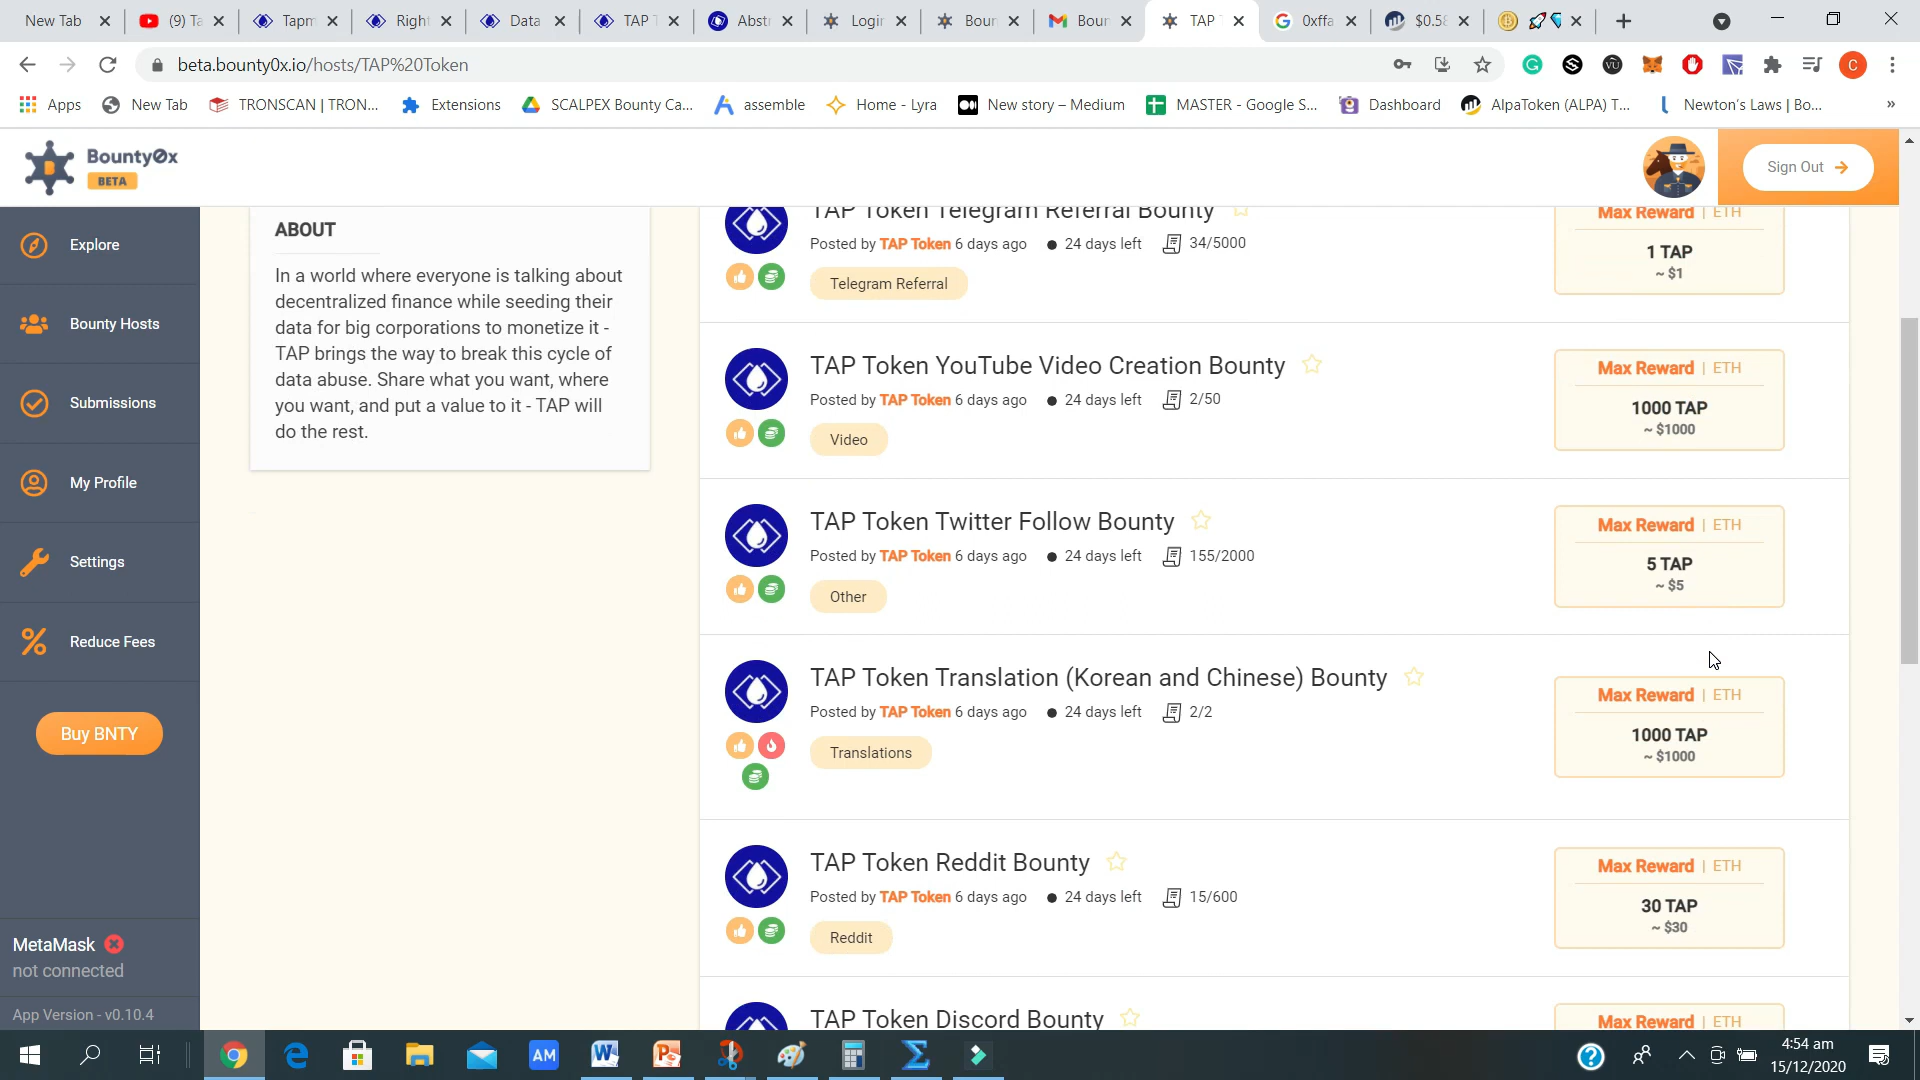 New Tab
(9) Ta
Tapm
Right
Data
TAP T
Abstr
Login
Boun
Boun
TAP
0xffa
$0.58
beta.bounty0x.io/hosts/TAP%20Token
C
Apps
New Tab
TRONSCAN | TRON...
Extensions
SCALPEX Bounty Ca...
assemble
Home - Lyra
New story – Medium
MASTER - Google S...
Dashboard
AlpaToken (ALPA) T...
Newton's Laws | Bo...
»
Bounty0x
BETA
Sign Out
Explore
Bounty Hosts
Submissions
My Profile
Settings
Reduce Fees
Buy BNTY
MetaMask
not connected
App Version - v0.10.4
ABOUT
In a world where everyone is talking about
decentralized finance while seeding their
data for big corporations to monetize it -
TAP brings the way to break this cycle of
data abuse. Share what you want, where
you want, and put a value to it - TAP will
do the rest.
TAP Token Telegram Referral Bounty
Posted by TAP Token 6 days ago ● 24 days left 34/5000
Telegram Referral
Max Reward | ETH
1 TAP
~ $1
TAP Token YouTube Video Creation Bounty
Posted by TAP Token 6 days ago ● 24 days left 2/50
Video
Max Reward | ETH
1000 TAP
~ $1000
TAP Token Twitter Follow Bounty
Posted by TAP Token 6 days ago ● 24 days left 155/2000
Other
Max Reward | ETH
5 TAP
~ $5
TAP Token Translation (Korean and Chinese) Bounty
Posted by TAP Token 6 days ago ● 24 days left 2/2
Translations
Max Reward | ETH
1000 TAP
~ $1000
TAP Token Reddit Bounty
Posted by TAP Token 6 days ago ● 24 days left 15/600
Reddit
Max Reward | ETH
30 TAP
~ $30
TAP Token Discord Bounty
Max Reward | ETH
AM
4:54 am
15/12/2020